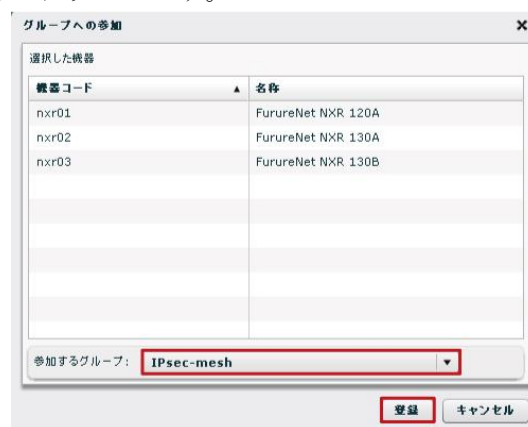 グループへの参加
選択した機器
機器コード ▲ 名称
nxr01 FurureNet NXR 120A
nxr02 FurureNet NXR 130A
nxr03 FurureNet NXR 130B
参加するグループ: IPsec-mesh ▼
登録 キャンセル